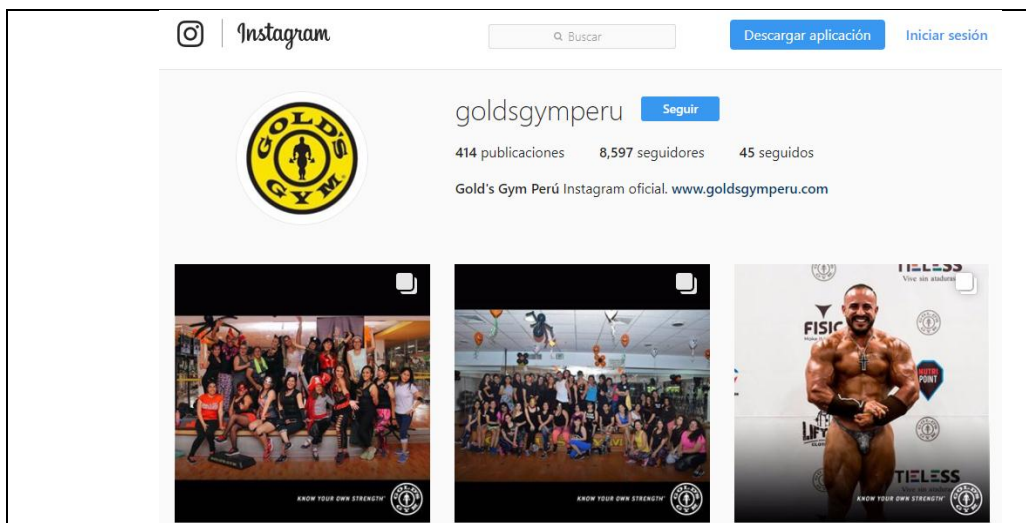 Instagram
Buscar
Descargar aplicación
Iniciar sesión
goldsgymperu
Seguir
414 publicaciones 8,597 seguidores 45 seguidos
Gold's Gym Perú Instagram oficial. www.goldsgymperu.com
GOLD'S
GYM
TIELESS
Vive sin ataduras
FISIC
NUTRI
POINT
TIELESS
KNOW YOUR OWN STRENGTH
KNOW YOUR OWN STRENGTH
KNOW YOUR OWN STRENGTH